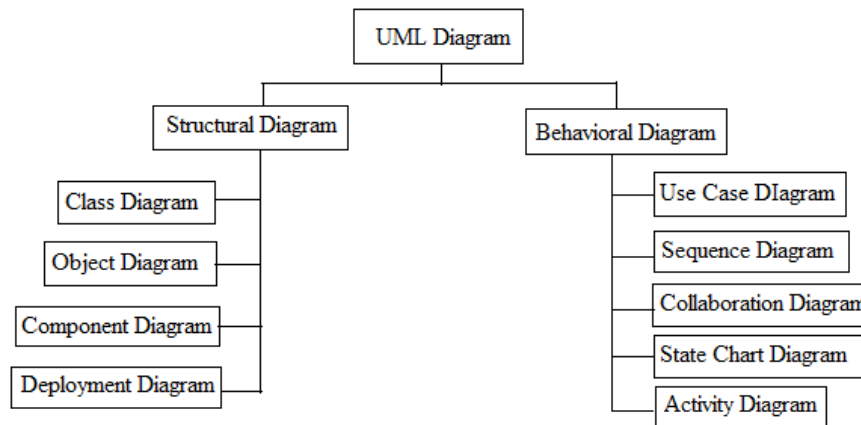 UML Diagram
Structural Diagram
Behavioral Diagram
Class Diagram
Object Diagram
Component Diagram
Deployment Diagram
Use Case DIagram
Sequence Diagram
Collaboration Diagram
State Chart Diagram
Activity Diagram